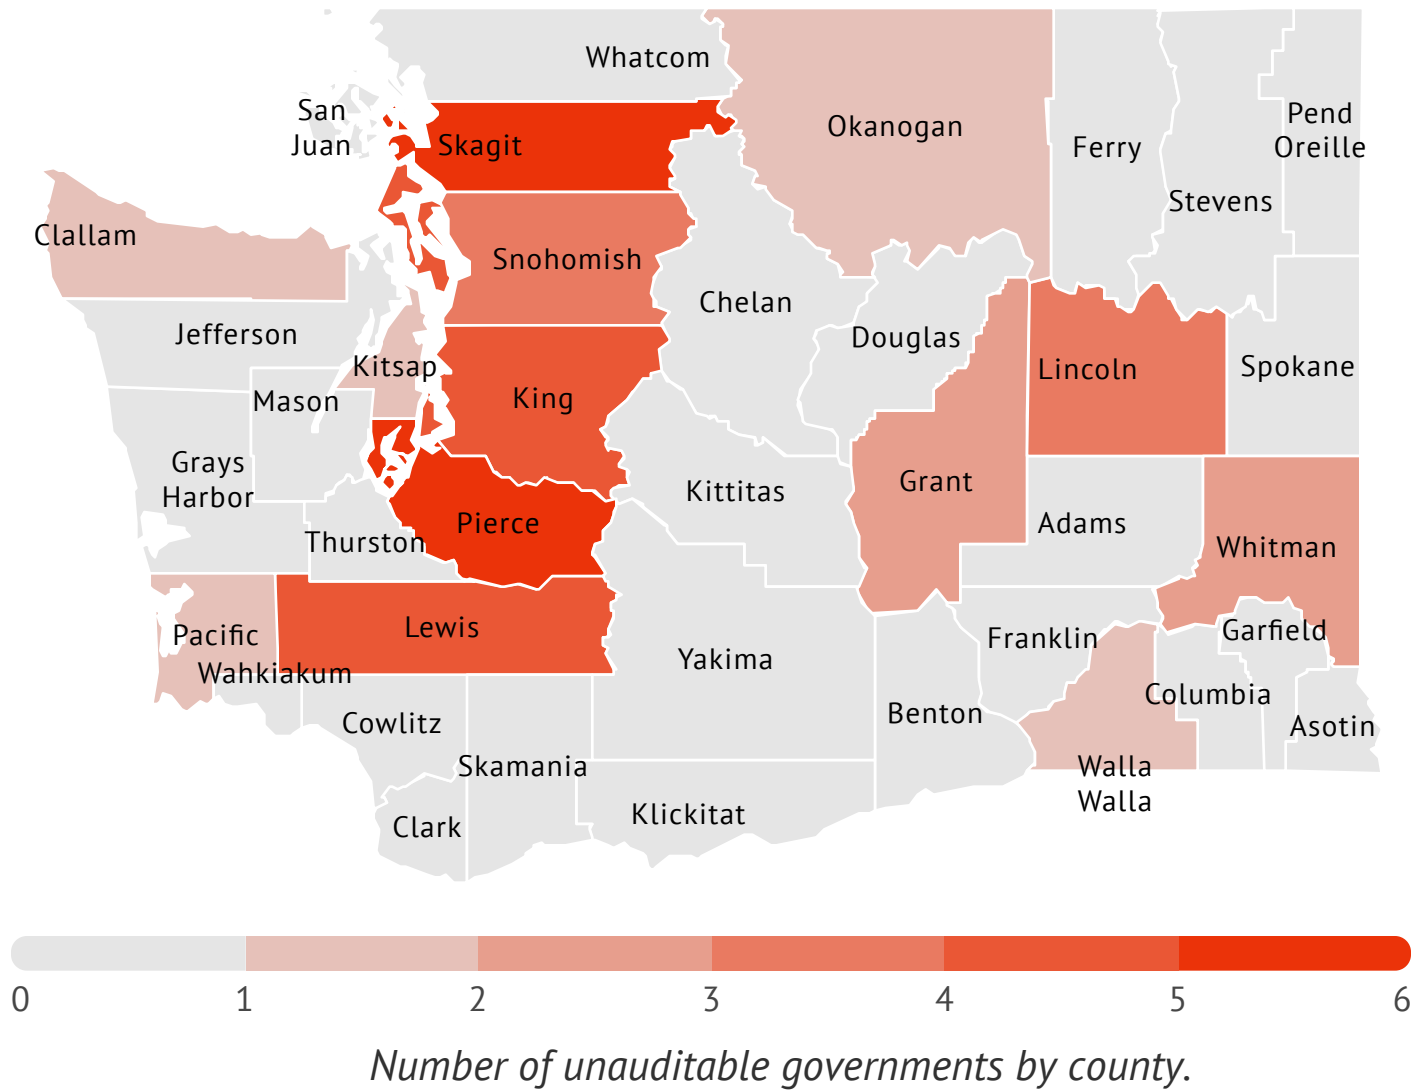 Whatcom
San
Juan
Skagit
Okanogan
Ferry
Pend
Oreille
Stevens
Clallam
Snohomish
Chelan
Jefferson
Douglas
Kitsap
Lincoln
Spokane
Mason
King
Grays
Harbor
Kittitas
Grant
Pierce
Adams
Thurston
Whitman
Pacific
Lewis
Garfield
Franklin
Yakima
Wahkiakum
Columbia
Cowlitz
Benton
Asotin
Skamania
Walla
Walla
Klickitat
Clark
0 1 2 3 4 5 6
Number of unauditable governments by county.